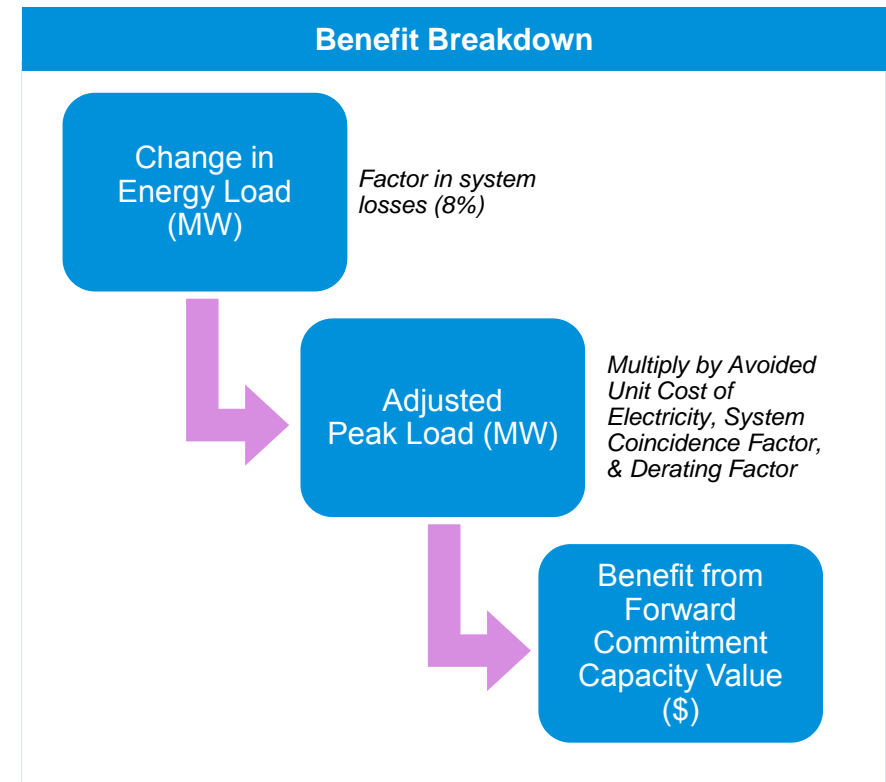 Benefit Breakdown
Change in
Energy Load
(MW)
Factor in system
losses (8%)
Adjusted
Peak Load (MW)
Multiply by Avoided
Unit Cost of
Electricity, System
Coincidence Factor,
& Derating Factor
Benefit from
Forward
Commitment
Capacity Value
($)